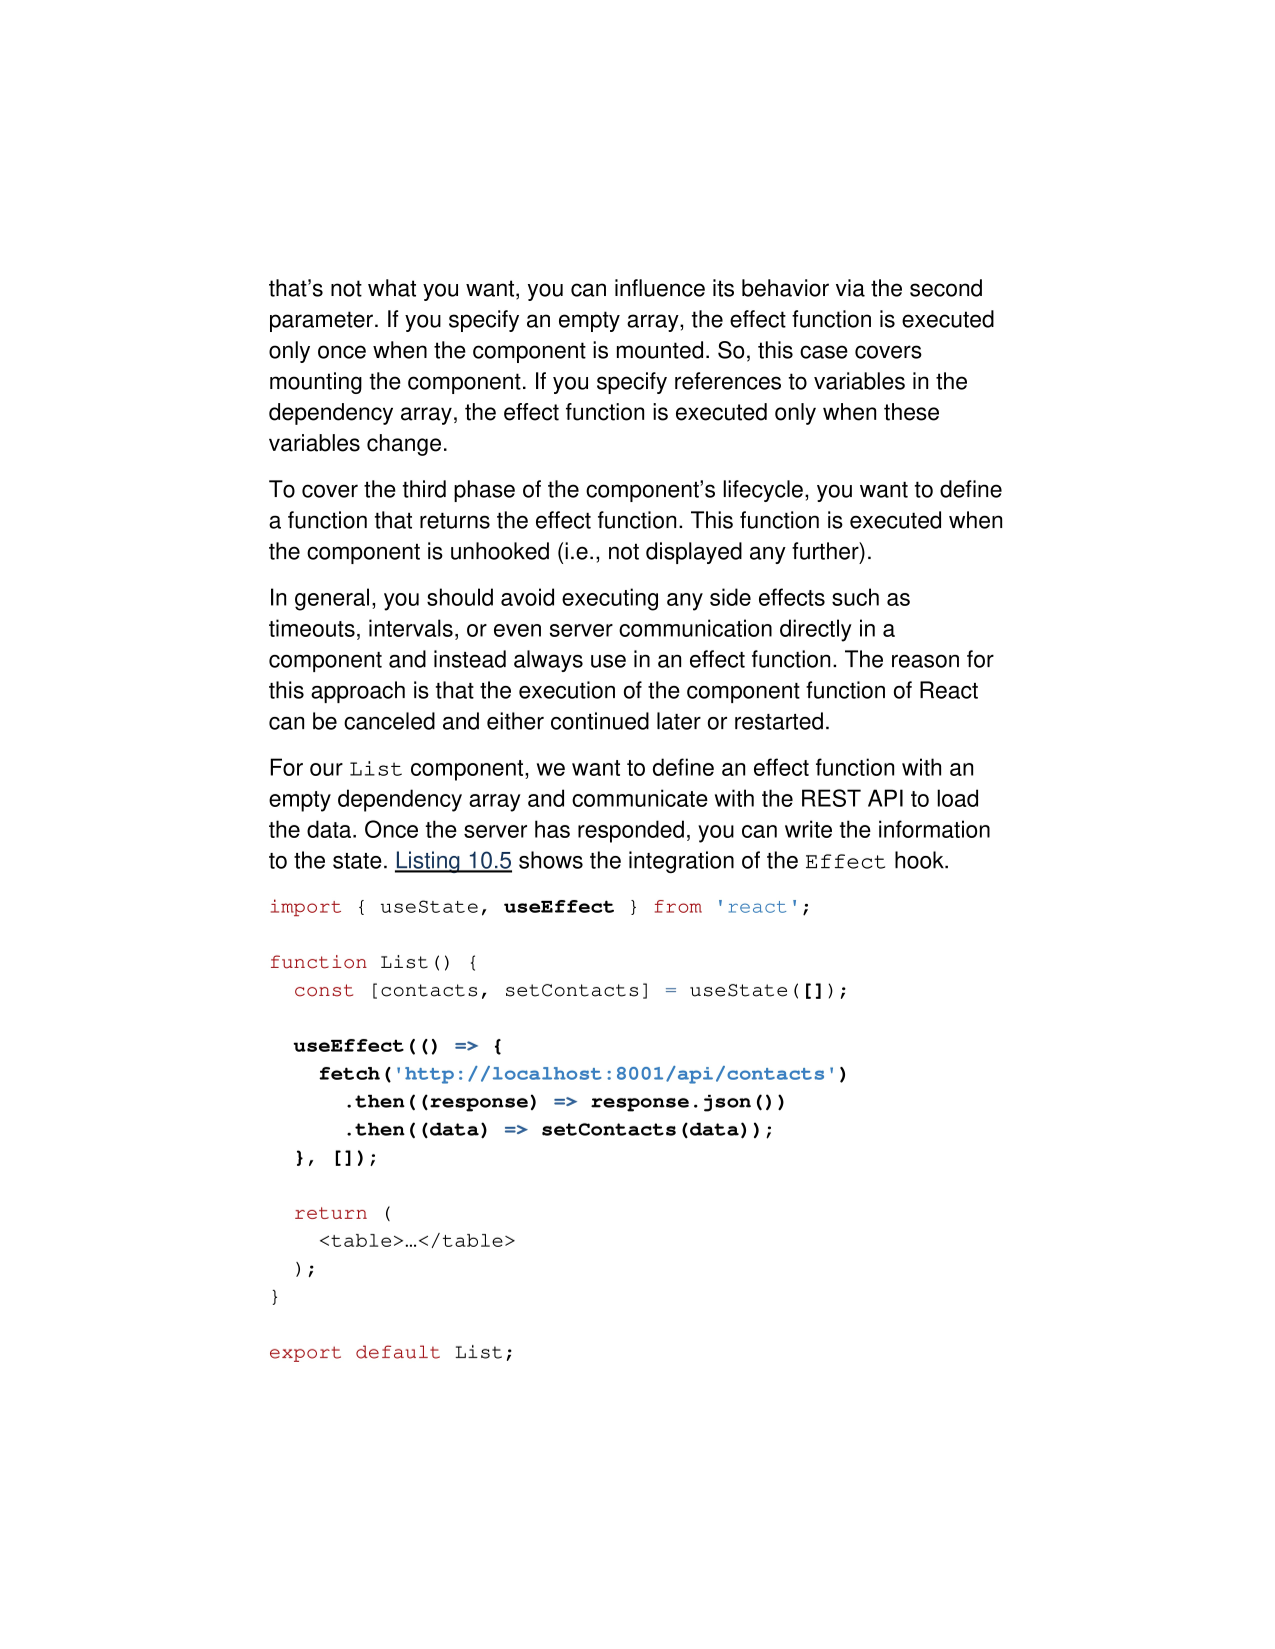 that’s not what you want, you can influence its behavior via the second
parameter. If you specify an empty array, the effect function is executed
only once when the component is mounted. So, this case covers
mounting the component. If you specify references to variables in the
dependency array, the effect function is executed only when these
variables change.
To cover the third phase of the component’s lifecycle, you want to define
a function that returns the effect function. This function is executed when
the component is unhooked (i.e., not displayed any further).
In general, you should avoid executing any side effects such as
timeouts, intervals, or even server communication directly in a
component and instead always use in an effect function. The reason for
this approach is that the execution of the component function of React
can be canceled and either continued later or restarted.
For our List component, we want to define an effect function with an
empty dependency array and communicate with the REST API to load
the data. Once the server has responded, you can write the information
to the state. Listing 10.5 shows the integration of the Effect hook.
import { useState, useEffect } from 'react';
function List() {
  const [contacts, setContacts] = useState([]);
  useEffect(() => {
    fetch('http://localhost:8001/api/contacts')
      .then((response) => response.json())
      .then((data) => setContacts(data));
  }, []);
  return (
    <table>…</table>
  );
}
export default List;